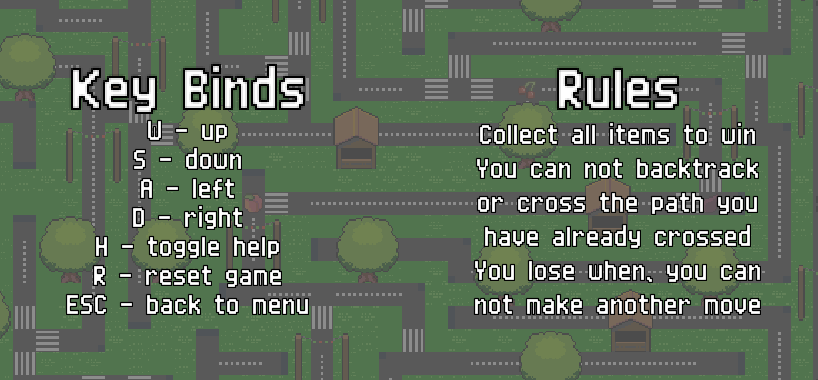 Key Binds
W - up
S - down
A - left
D - right
H - toggle help
R - reset game
ESC - back to menu
Rules
Collect all items to win
You can not backtrack
or cross the path you
have already crossed
You lose when, you can
not make another move